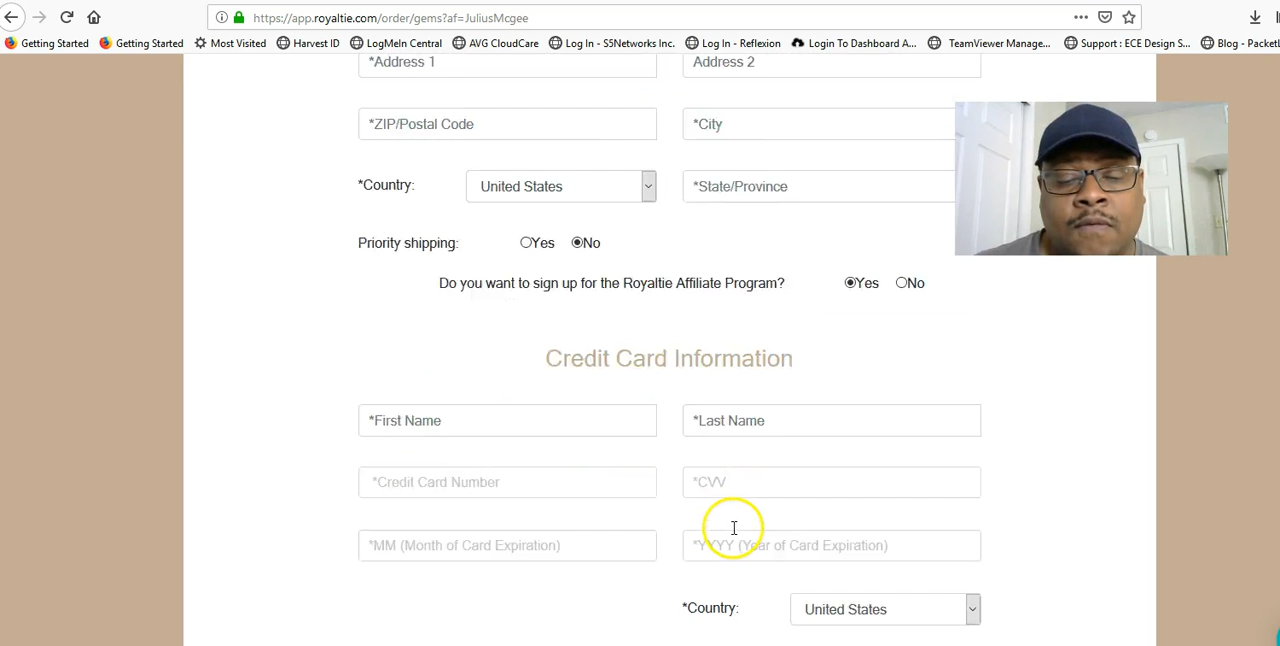 https://app.royaltie.com/order/gems?af=JuliusMcgee
Getting Started Getting Started Most Visited Harvest ID LogMeIn Central AVG CloudCare Log In - S5Networks Inc. Log In - Reflexion Login To Dashboard A... TeamViewer Manage... Support : ECE Design S... Blog - PacketL
*Address 1 Address 2
*ZIP/Postal Code *City
*Country: United States *State/Province
Priority shipping: Yes No
Do you want to sign up for the Royaltie Affiliate Program? Yes No
Credit Card Information
*First Name *Last Name
*Credit Card Number *CVV
*MM (Month of Card Expiration) *YYYY (Year of Card Expiration)
*Country: United States